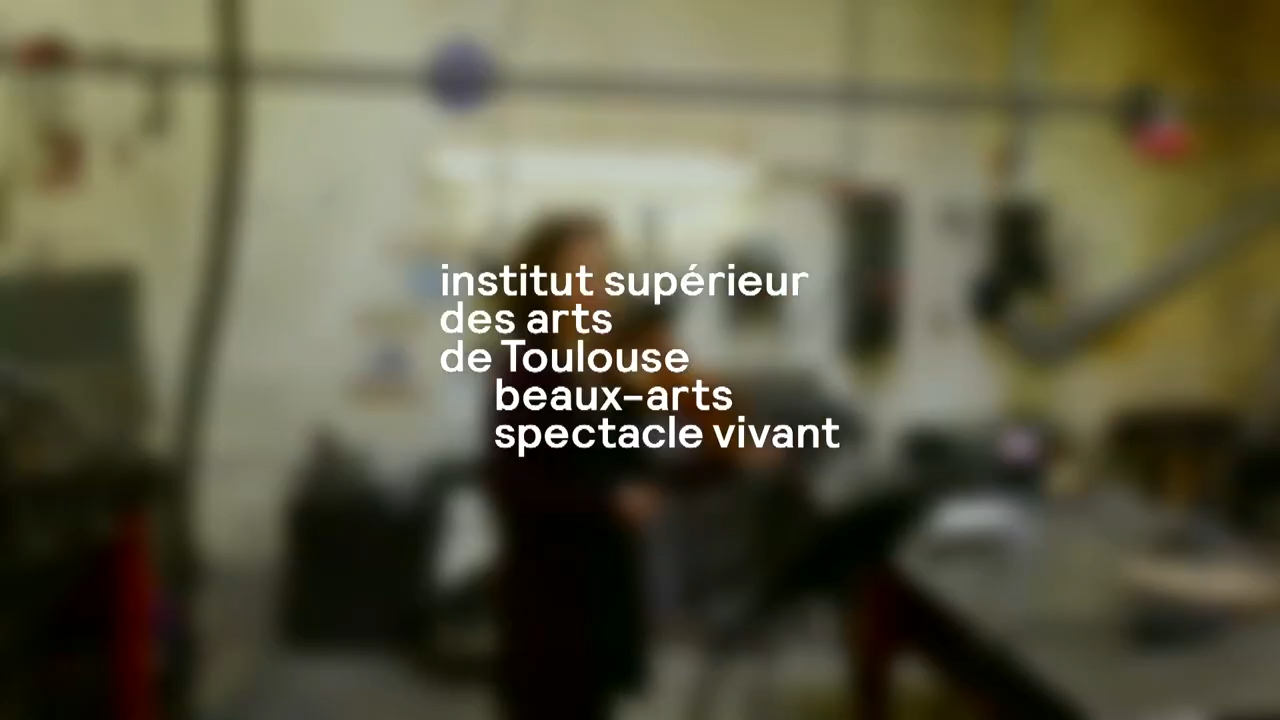 institut supérieur
des arts
de Toulouse
beaux-arts
spectacle vivant